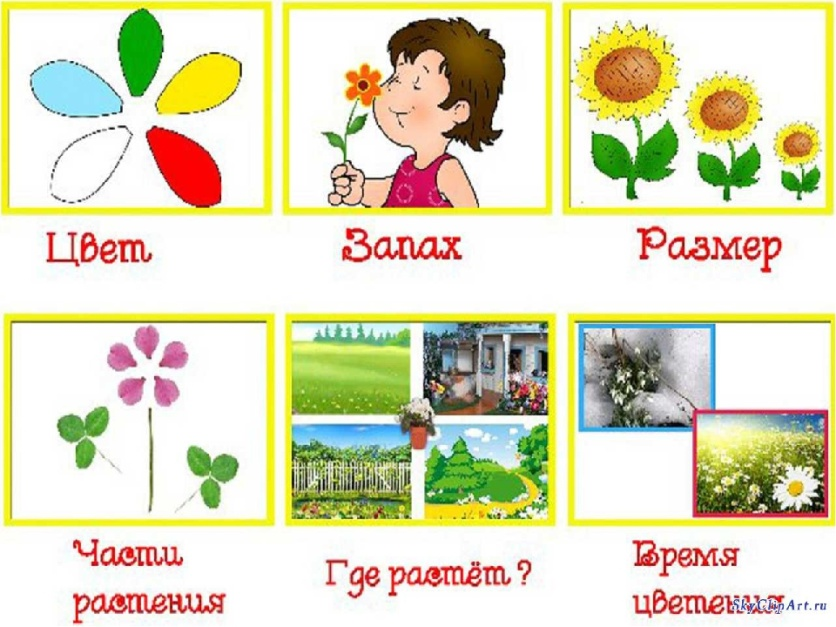 Цвет
Запах
Размер
Части
растения
Где растёт?
Время
цветения
SkyClipArt.ru